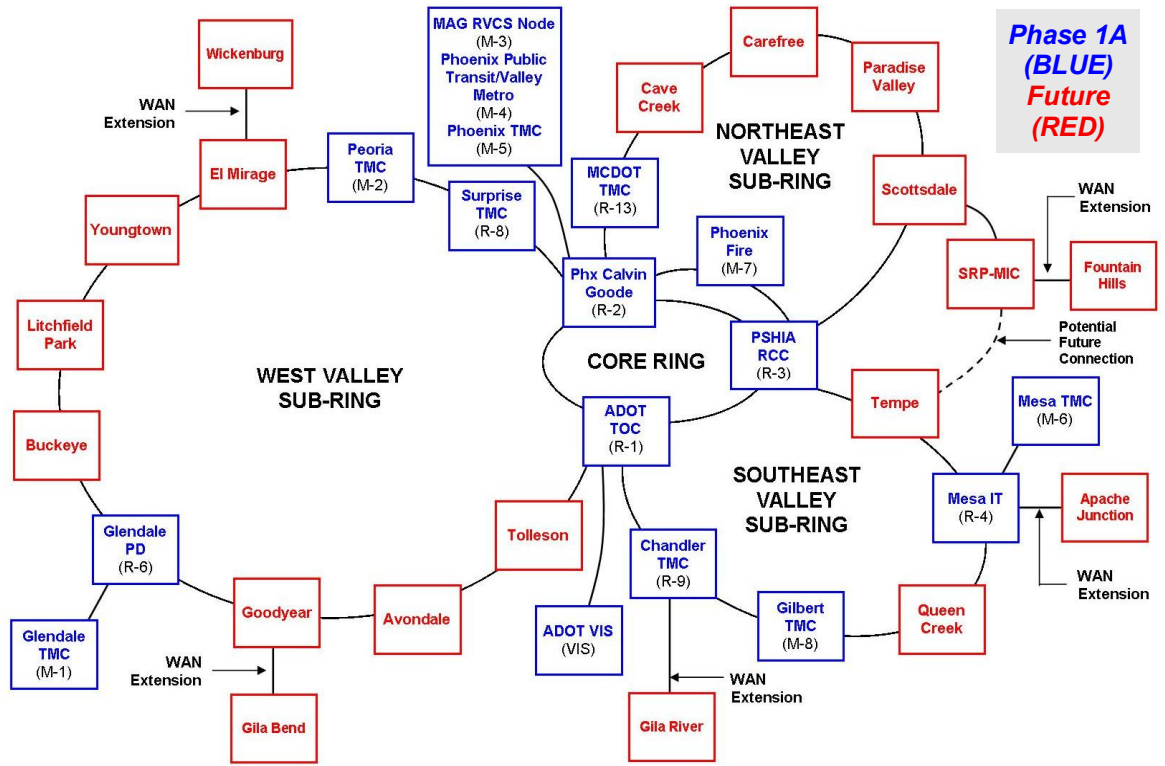 MAG RVCS Node
(M-3)
Phoenix Public
Transit/Valley
Metro
(M-4)
Phoenix TMC
(M-5)
Wickenburg
WAN
Extension
El Mirage
Peoria
TMC
(M-2)
Surprise
TMC
(R-8)
Youngtown
Litchfield
Park
Buckeye
Glendale
PD
(R-6)
Glendale
TMC
(M-1)
WEST VALLEY
SUB-RING
Goodyear
WAN
Extension
Gila Bend
Avondale
Tolleson
Cave
Creek
Carefree
Paradise
Valley
Phase 1A
(BLUE)
Future
(RED)
NORTHEAST
VALLEY
SUB-RING
MCDOT
TMC
(R-13)
Phoenix
Fire
(M-7)
Phx Calvin
Goode
(R-2)
CORE RING
PSHIA
RCC
(R-3)
ADOT
TOC
(R-1)
Scottsdale
WAN
Extension
SRP-MIC
Fountain
Hills
Potential
Future
Connection
Tempe
Mesa TMC
(M-6)
SOUTHEAST
VALLEY
SUB-RING
Mesa IT
(R-4)
Apache
Junction
WAN
Extension
Chandler
TMC
(R-9)
Gilbert
TMC
(M-8)
Queen
Creek
ADOT VIS
(VIS)
WAN
Extension
Gila River